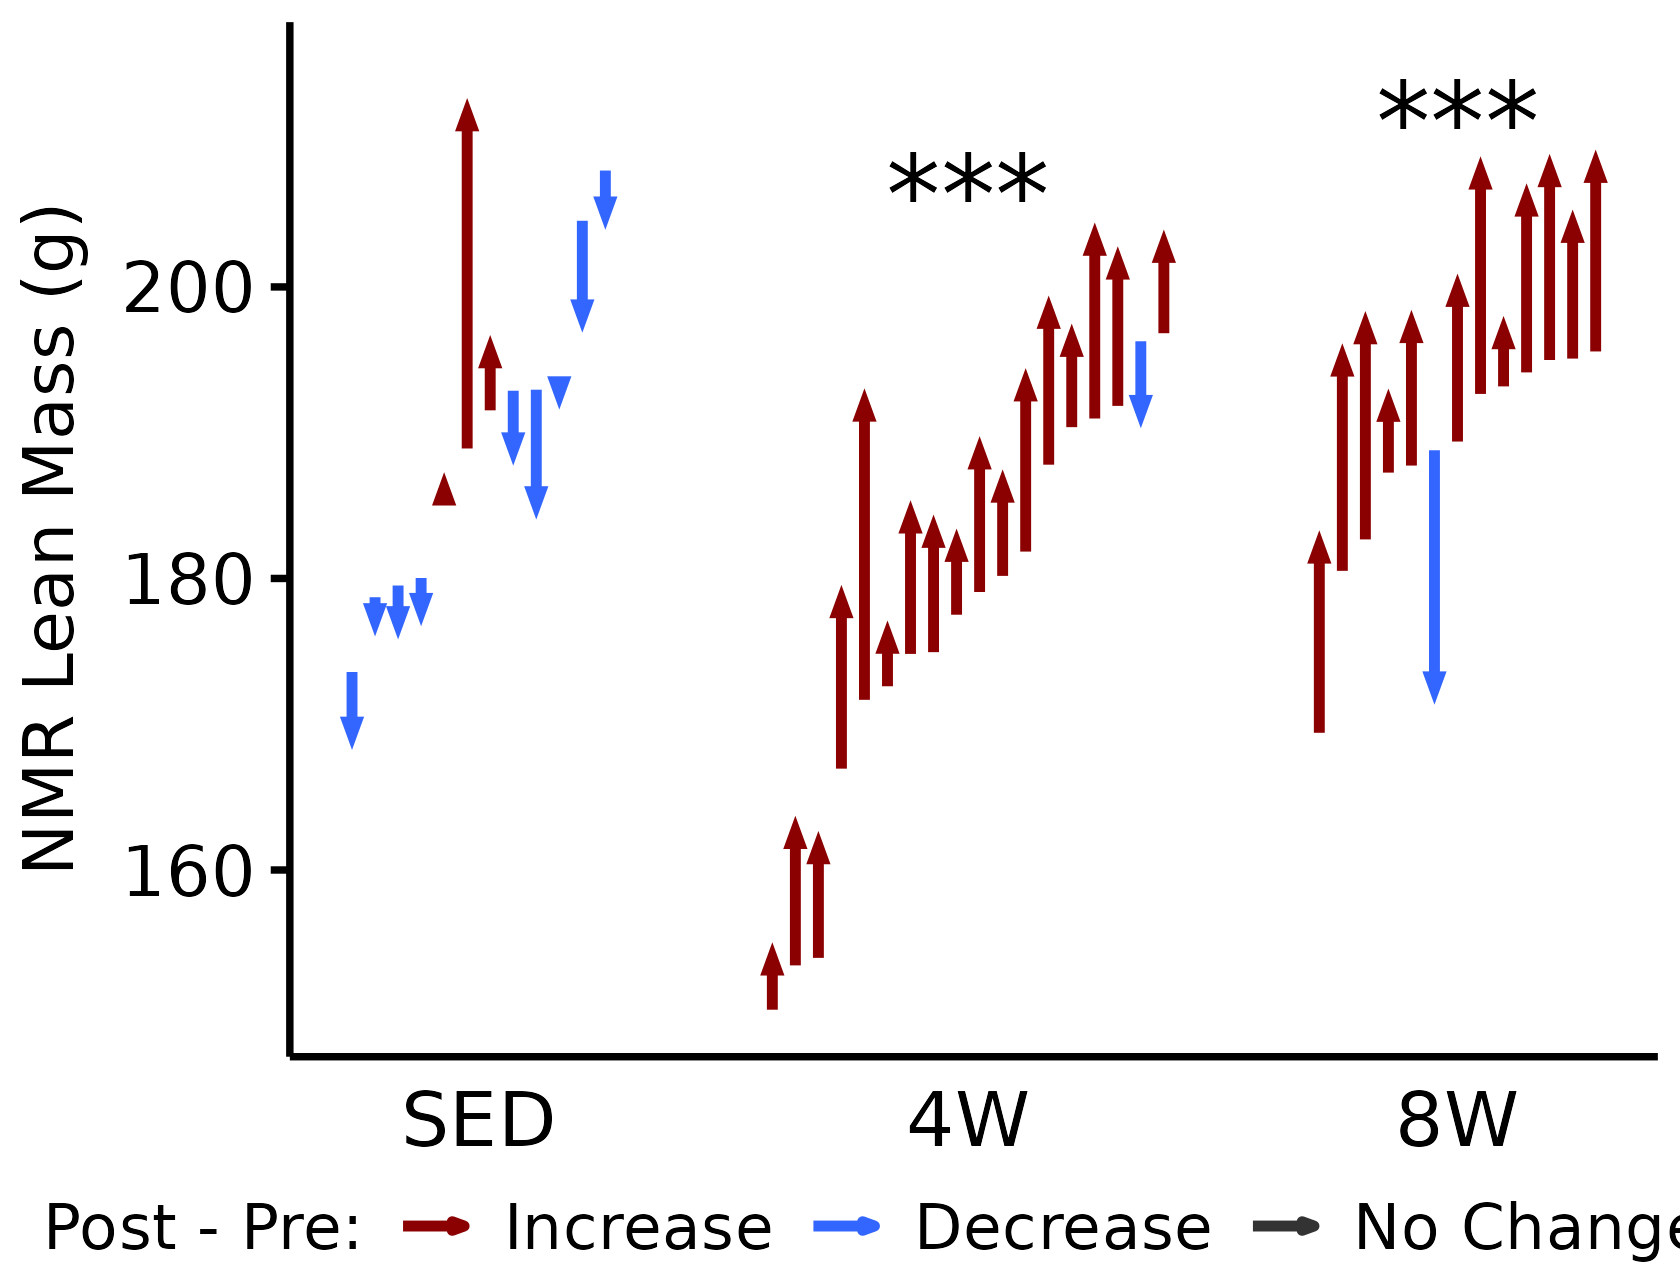 NMR Lean Mass (g)
200
180
160
***
***
SED 4W 8W
Post - Pre: Increase Decrease No Change